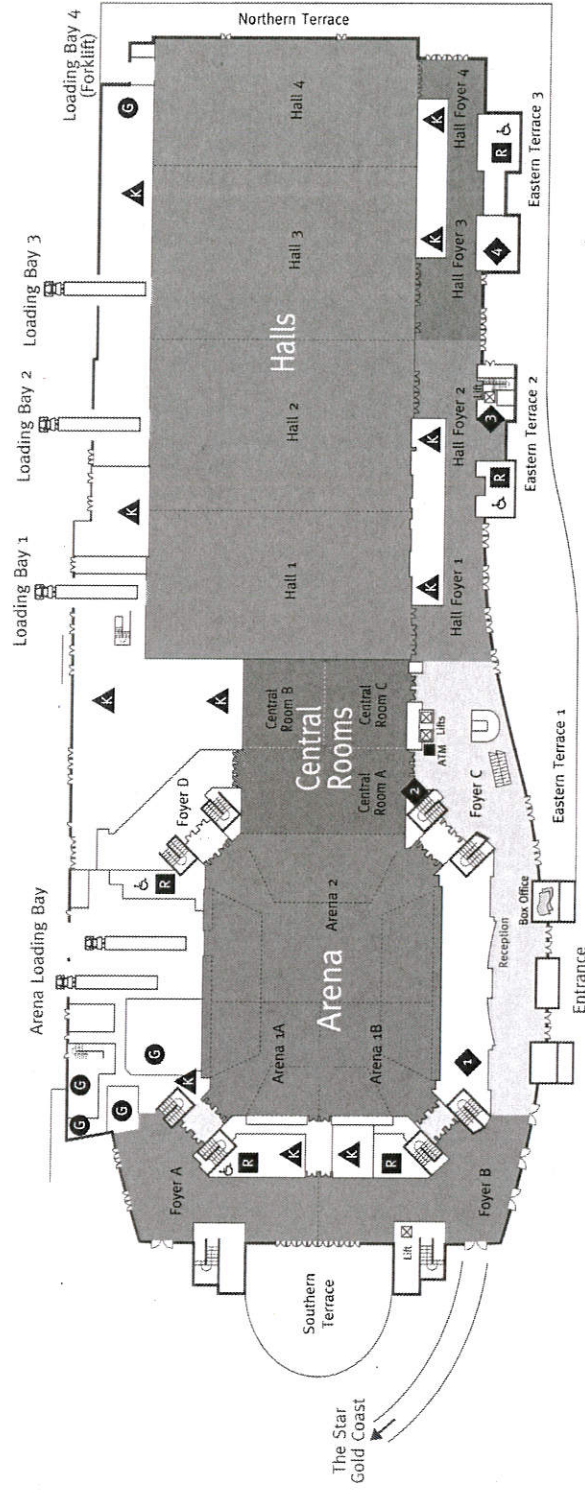 Northern Terrace
Loading Bay 4
(Forklift)
G
Hall 4
K
Hall Foyer 4
R
Eastern Terrace 3
K
Loading Bay 3
Hall 3
K
Hall Foyer 3
4
Halls
Loading Bay 2
Hall 2
K
Hall Foyer 2
Lift
3
Eastern Terrace 2
R
K
Loading Bay 1
Hall 1
K
Hall Foyer 1
K
K
Central
Room B
Central
Rooms
Central
Room C
Central
Room A
Lifts
ATM
2
Foyer C
Eastern Terrace 1
Foyer D
R
Arena Loading Bay
Arena 2
Arena
Box Office
Reception
Entrance
Arena 1A
Arena 1B
1
G
G
G
G
K
R
K
K
R
Foyer A
Foyer B
Lift
Southern
Terrace
The Star
Gold Coast